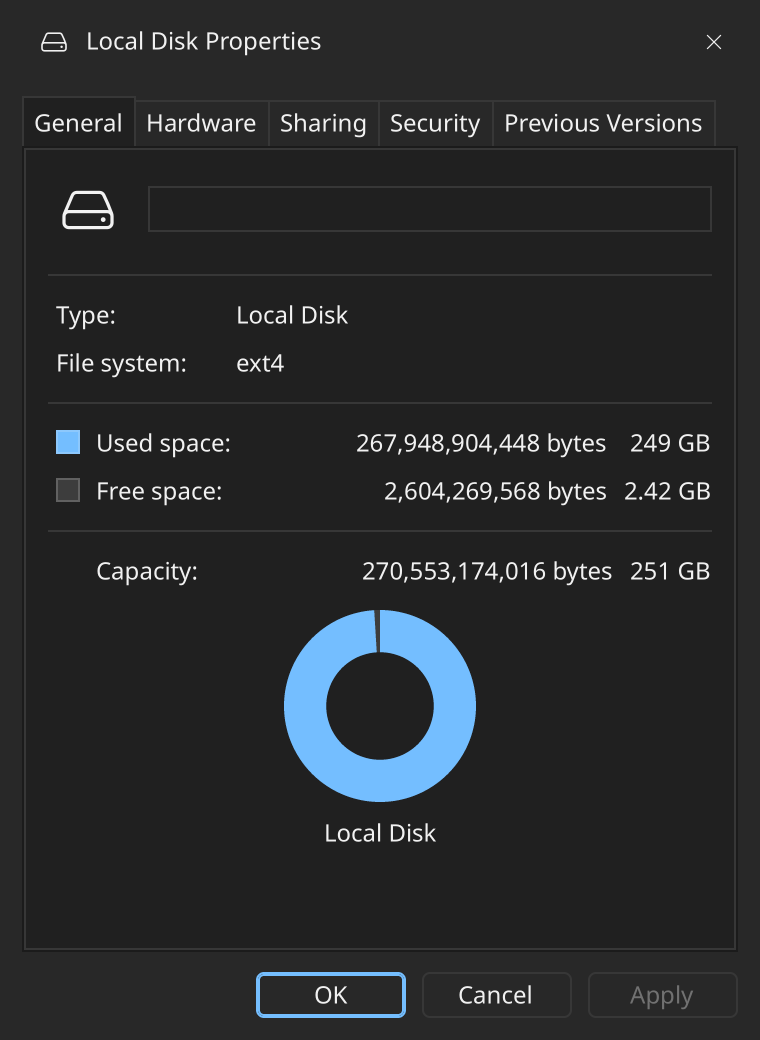 Local Disk Properties
General Hardware Sharing Security Previous Versions
Type: Local Disk
File system: ext4
Used space: 267,948,904,448 bytes 249 GB
Free space: 2,604,269,568 bytes 2.42 GB
Capacity: 270,553,174,016 bytes 251 GB
Local Disk
OK Cancel Apply